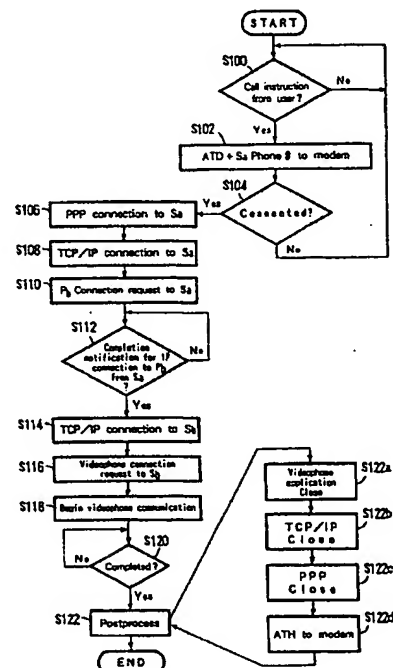 START
S100
Call instruction
from user?
No
Yes
S102
ATD + Sa Phone # to modem
S104
Connected?
Yes
No
S106
PPP connection to Sa
S108
TCP/IP connection to Sa
S110
Pb Connection request to Sa
S112
Completion
notification for IP
connection to Pb
from Sa
?
No
Yes
S114
TCP/IP connection to Sb
S116
Videophone connection
request to Sb
S118
Begin videophone communication
S120
No
Completed?
Yes
S122
Postprocess
END
S122a
Videophone
application
Close
S122b
TCP/IP
Close
S122c
PPP
Close
S122d
ATH to modem